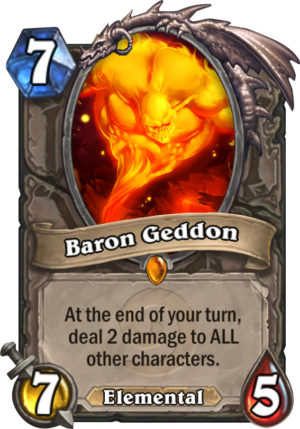 7
Baron Geddon
At the end of your turn,
deal 2 damage to ALL
other characters.
7
Elemental
5